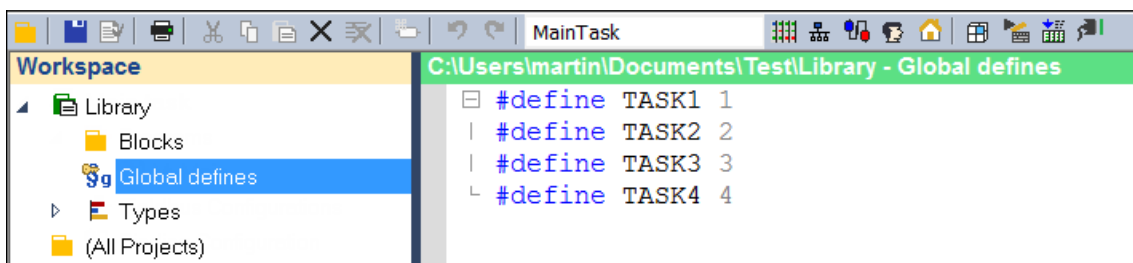 MainTask
Workspace
C:\Users\martin\Documents\Test\Library - Global defines
Library
Blocks
Global defines
Types
(All Projects)
#define TASK1 1
#define TASK2 2
#define TASK3 3
#define TASK4 4